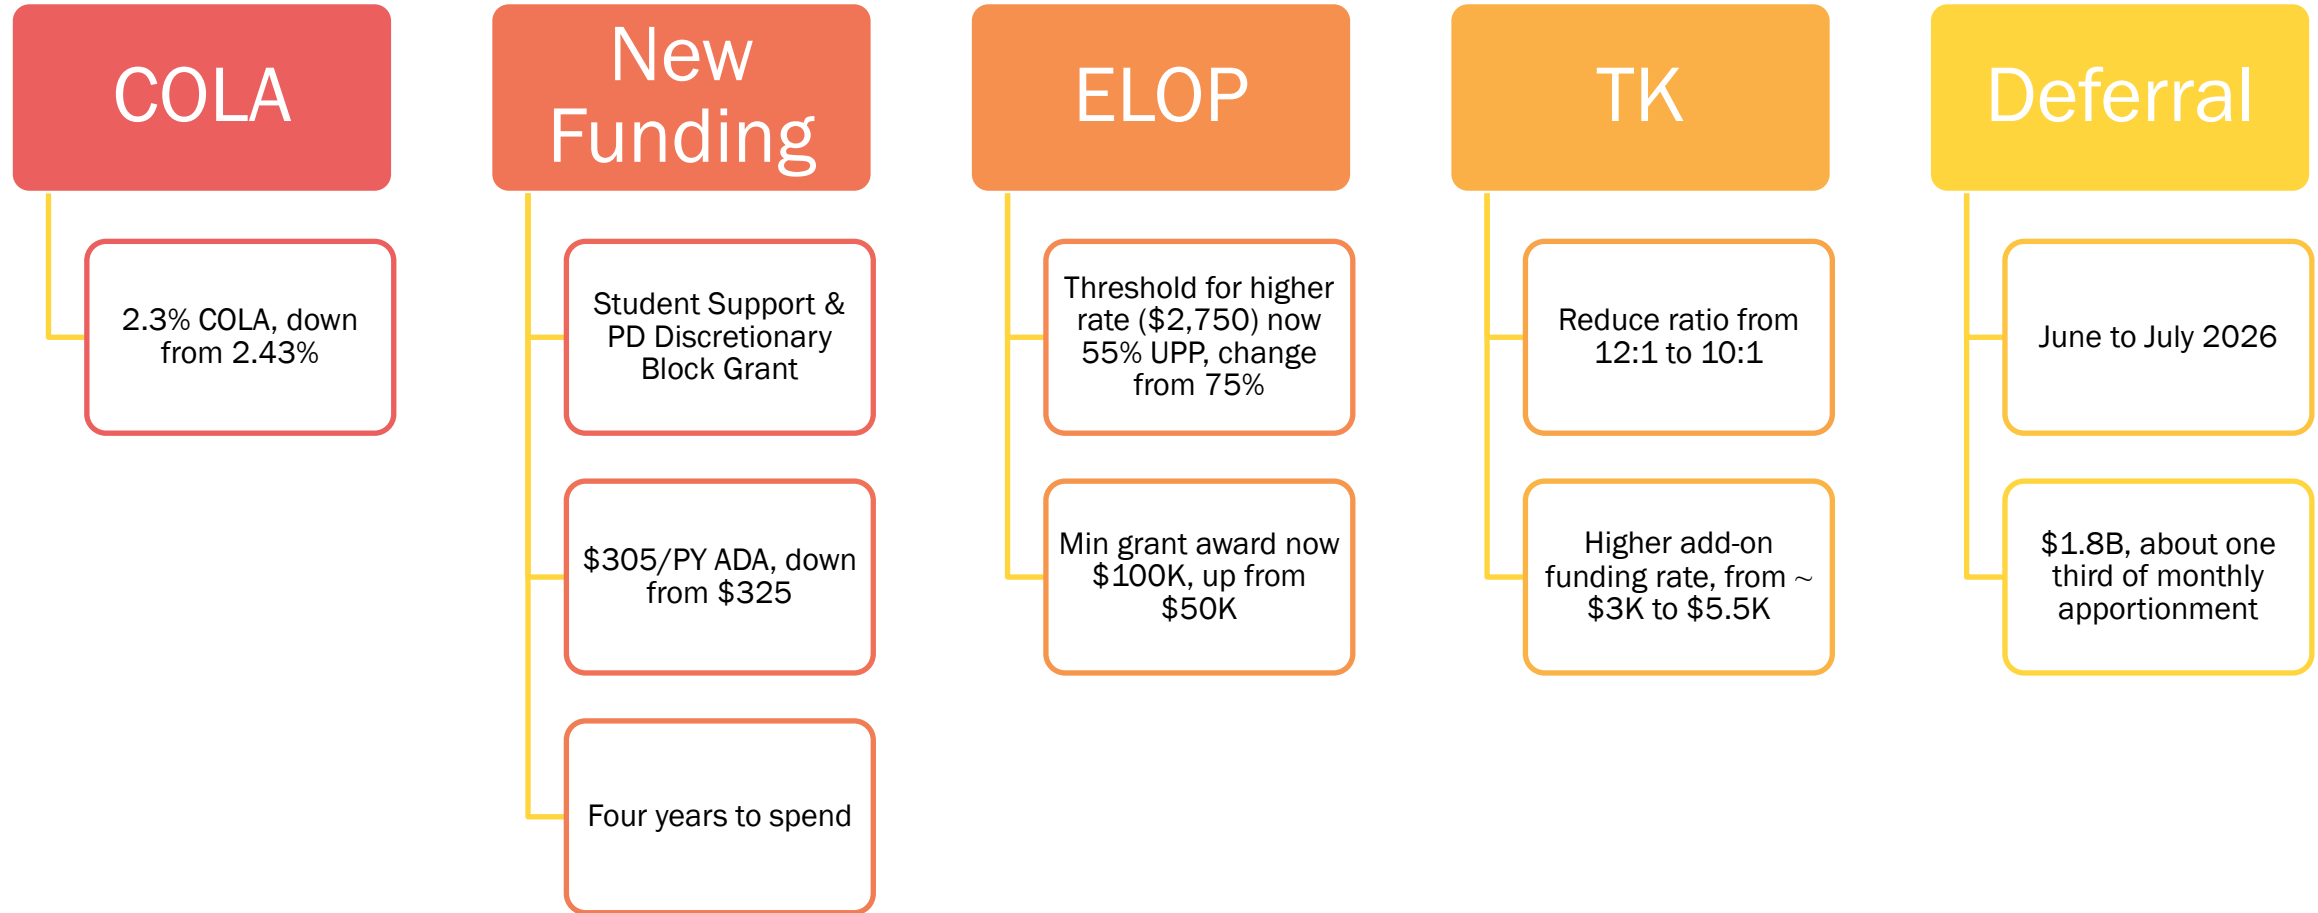 COLA
2.3% COLA, down
from 2.43%
New
Funding
Student Support &
PD Discretionary
Block Grant
$305/PY ADA, down
from $325
Four years to spend
ELOP
Threshold for higher
rate ($2,750) now
55% UPP, change
from 75%
Min grant award now
$100K, up from
$50K
TK
Reduce ratio from
12:1 to 10:1
Higher add-on
funding rate, from ~
$3K to $5.5K
Deferral
June to July 2026
$1.8B, about one
third of monthly
apportionment